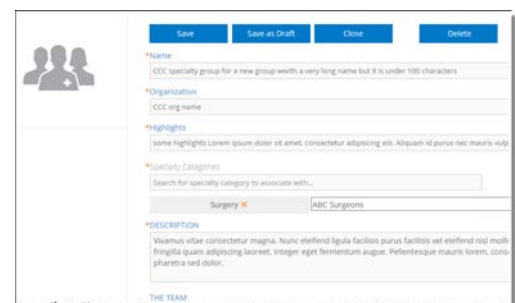 Save Save as Draft Close Delete
*Name
CCC specialty group for a new group wwith a very long name but it is under 100 characters
*Organization
CCC org name
*Highlights
some highlights Lorem ipsum dolor sit amet, consectetur adipiscing elit. Aliquam id purus nec mauris vulp
*Specialty Categories
Search for specialty category to associate with...
Surgery ✕ ABC Surgeons
*DESCRIPTION
Vivamus vitae consectetur magna. Nunc eleifend ligula facilisis purus facilisis vel eleifend nisl molli
fringilla quam adipiscing laoreet. Integer eget fermentum augue. Pellentesque mauris lorem, cons
pharetra sed dolor.
THE TEAM